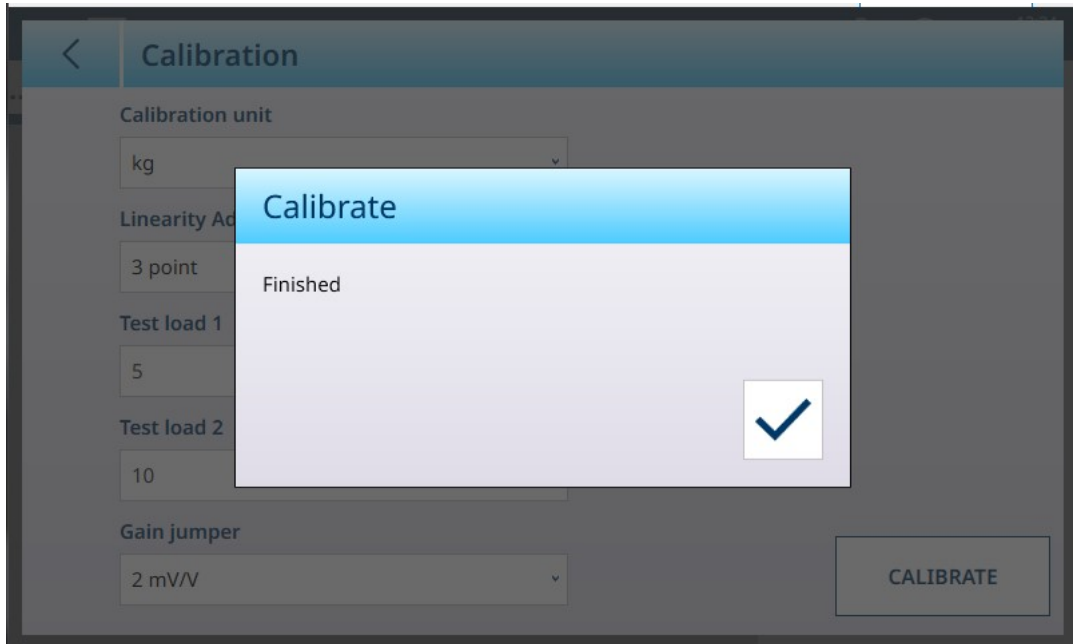 Calibration
Calibration unit
kg
Calibrate
Linearity Ad
3 point
Finished
Test load 1
5
Test load 2
10
Gain jumper
2 mV/V
CALIBRATE